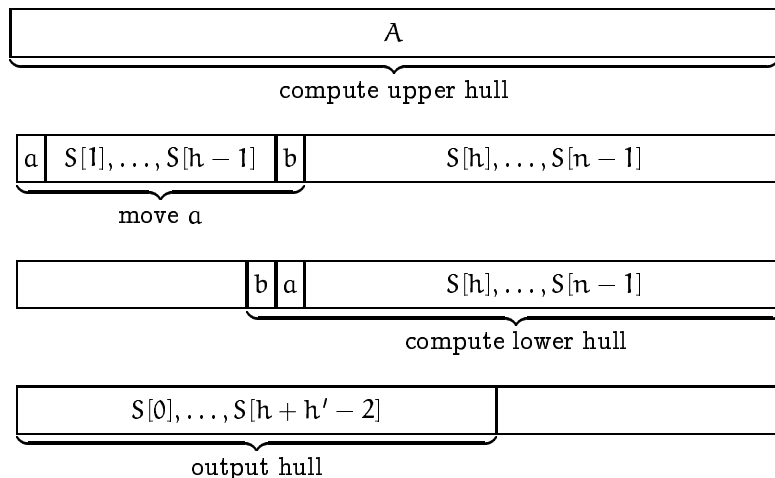 A
compute upper hull
a S[1], . . . , S[h − 1] b S[h], . . . , S[n − 1]
move a
b a S[h], . . . , S[n − 1]
compute lower hull
S[0], . . . , S[h + h′ − 2]
output hull